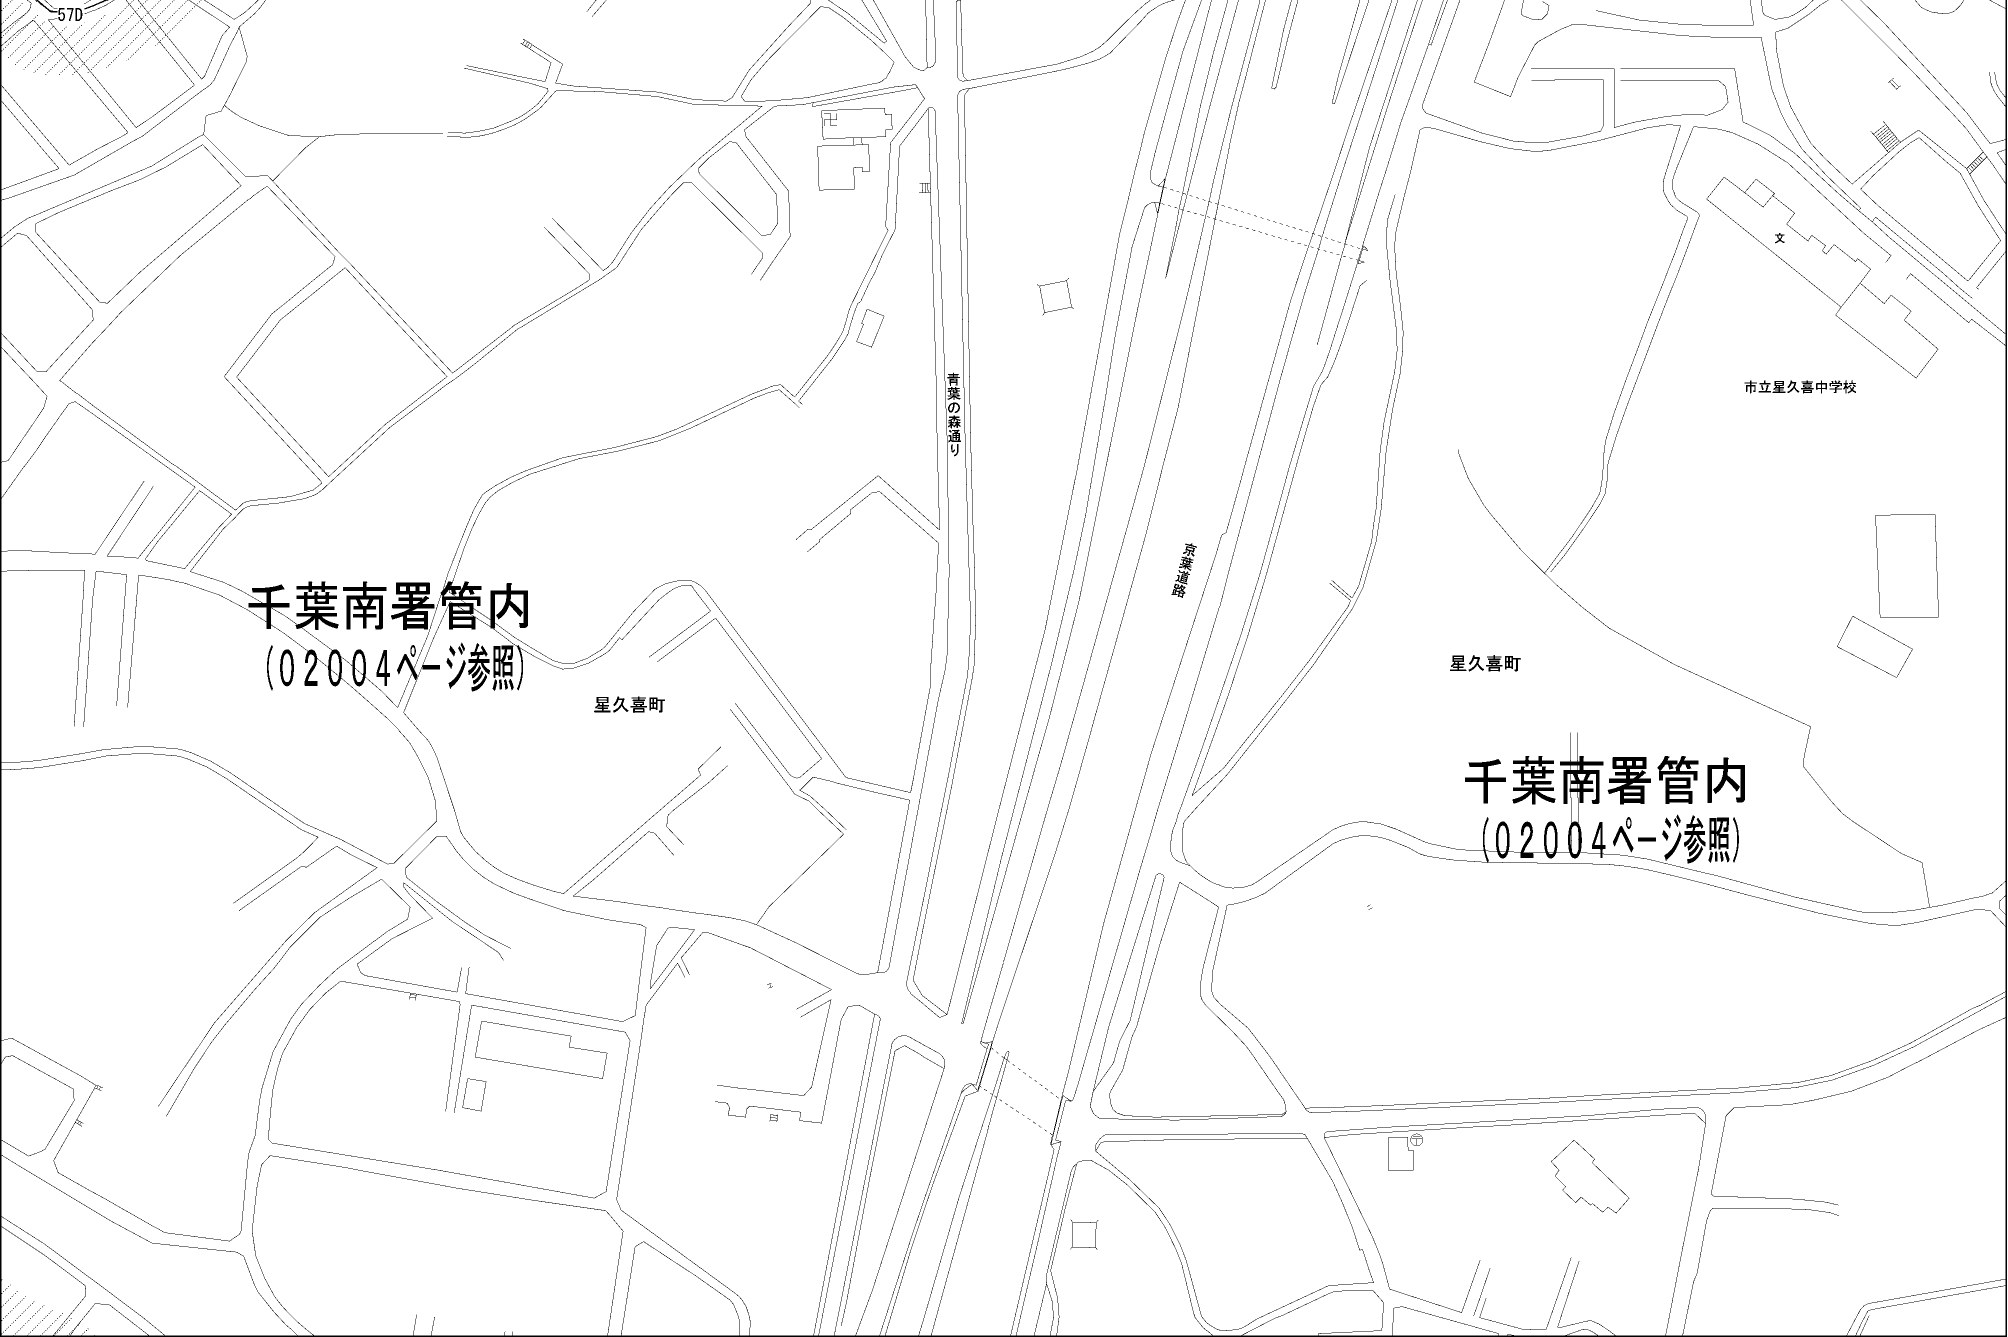 57D
文
市立星久喜中学校
青葉の森通り
京葉道路
千葉南署管内
(02004ページ参照)
星久喜町
星久喜町
千葉南署管内
(02004ページ参照)